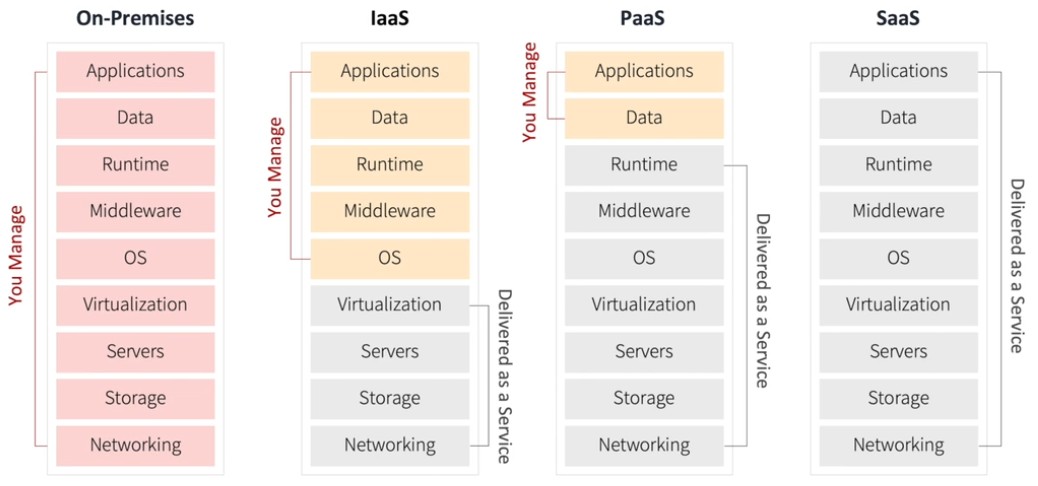 On-Premises
You Manage
Applications
Data
Runtime
Middleware
OS
Virtualization
Servers
Storage
Networking
IaaS
You Manage
Applications
Data
Runtime
Middleware
OS
Virtualization
Servers
Storage
Networking
Delivered as a Service
PaaS
You Manage
Applications
Data
Runtime
Middleware
OS
Virtualization
Servers
Storage
Networking
Delivered as a Service
SaaS
Applications
Data
Runtime
Middleware
OS
Virtualization
Servers
Storage
Networking
Delivered as a Service